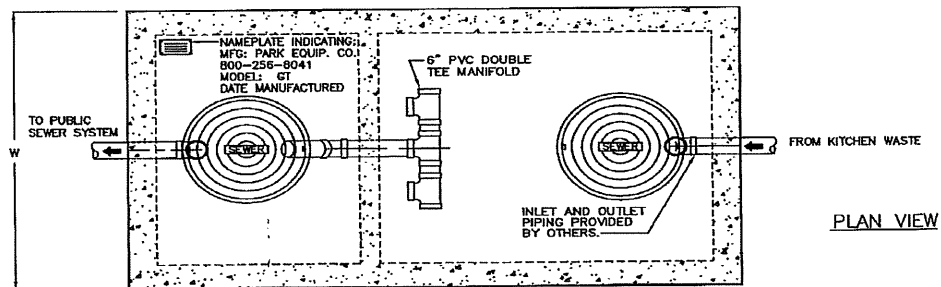 NAMEPLATE INDICATING:
MFG: PARK EQUIP. CO.
800-256-8041
MODEL: GT
DATE MANUFACTURED
6" PVC DOUBLE
TEE MANIFOLD
TO PUBLIC
SEWER SYSTEM
W
SEWER
SEWER
FROM KITCHEN WASTE
INLET AND OUTLET
PIPING PROVIDED
BY OTHERS.
PLAN VIEW